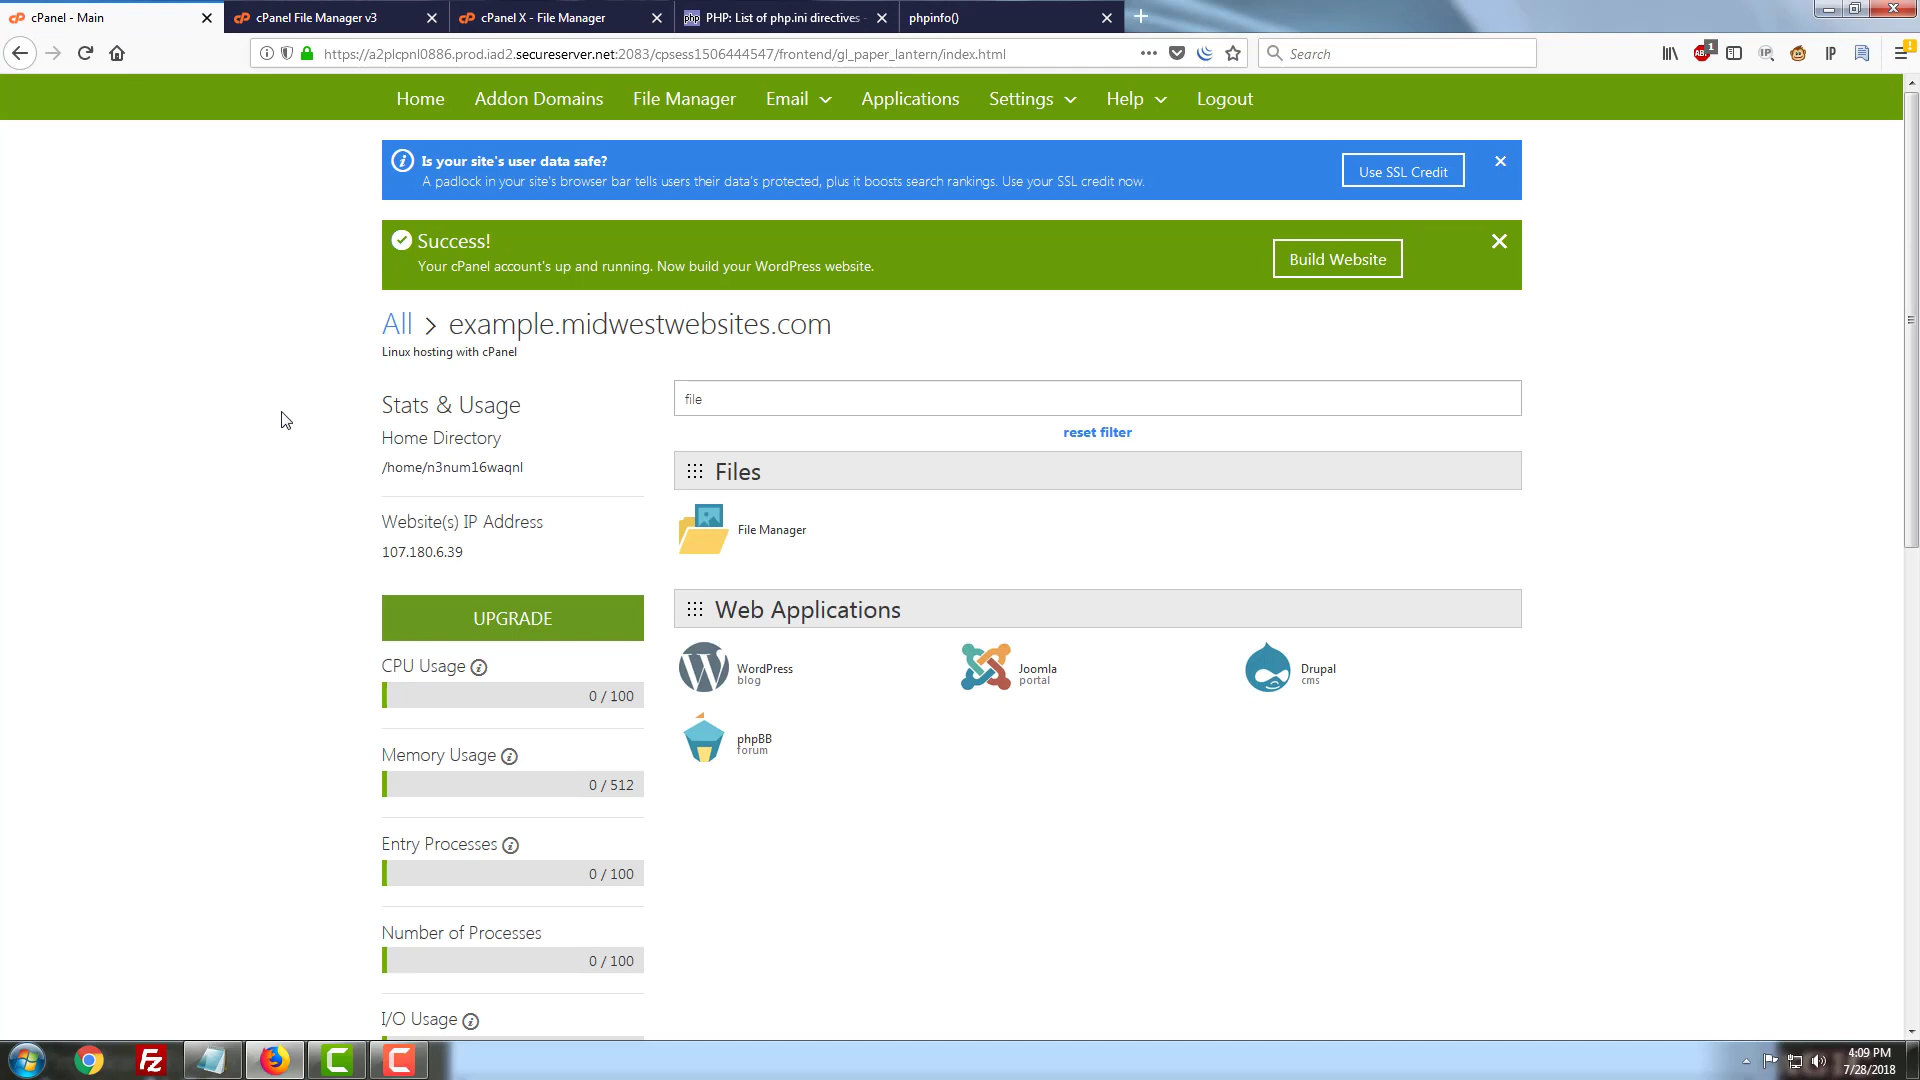 cPanel - Main
cPanel File Manager v3
cPanel X - File Manager
PHP: List of php.ini directives
phpinfo()
https://a2plcpnl0886.prod.iad2.secureserver.net:2083/cpsess1506444547/frontend/gl_paper_lantern/index.html
Search
1
Home
Addon Domains
File Manager
Email
Applications
Settings
Help
Logout
Is your site's user data safe?
A padlock in your site's browser bar tells users their data's protected, plus it boosts search rankings. Use your SSL credit now.
Use SSL Credit
Success!
Your cPanel account's up and running. Now build your WordPress website.
Build Website
All > example.midwestwebsites.com
Linux hosting with cPanel
Stats & Usage
Home Directory
/home/n3num16waqnl
Website(s) IP Address
107.180.6.39
UPGRADE
CPU Usage
0 / 100
Memory Usage
0 / 512
Entry Processes
0 / 100
Number of Processes
0 / 100
I/O Usage
file
reset filter
Files
File Manager
Web Applications
WordPress
blog
Joomla
portal
Drupal
cms
phpBB
forum
4:09 PM
7/28/2018